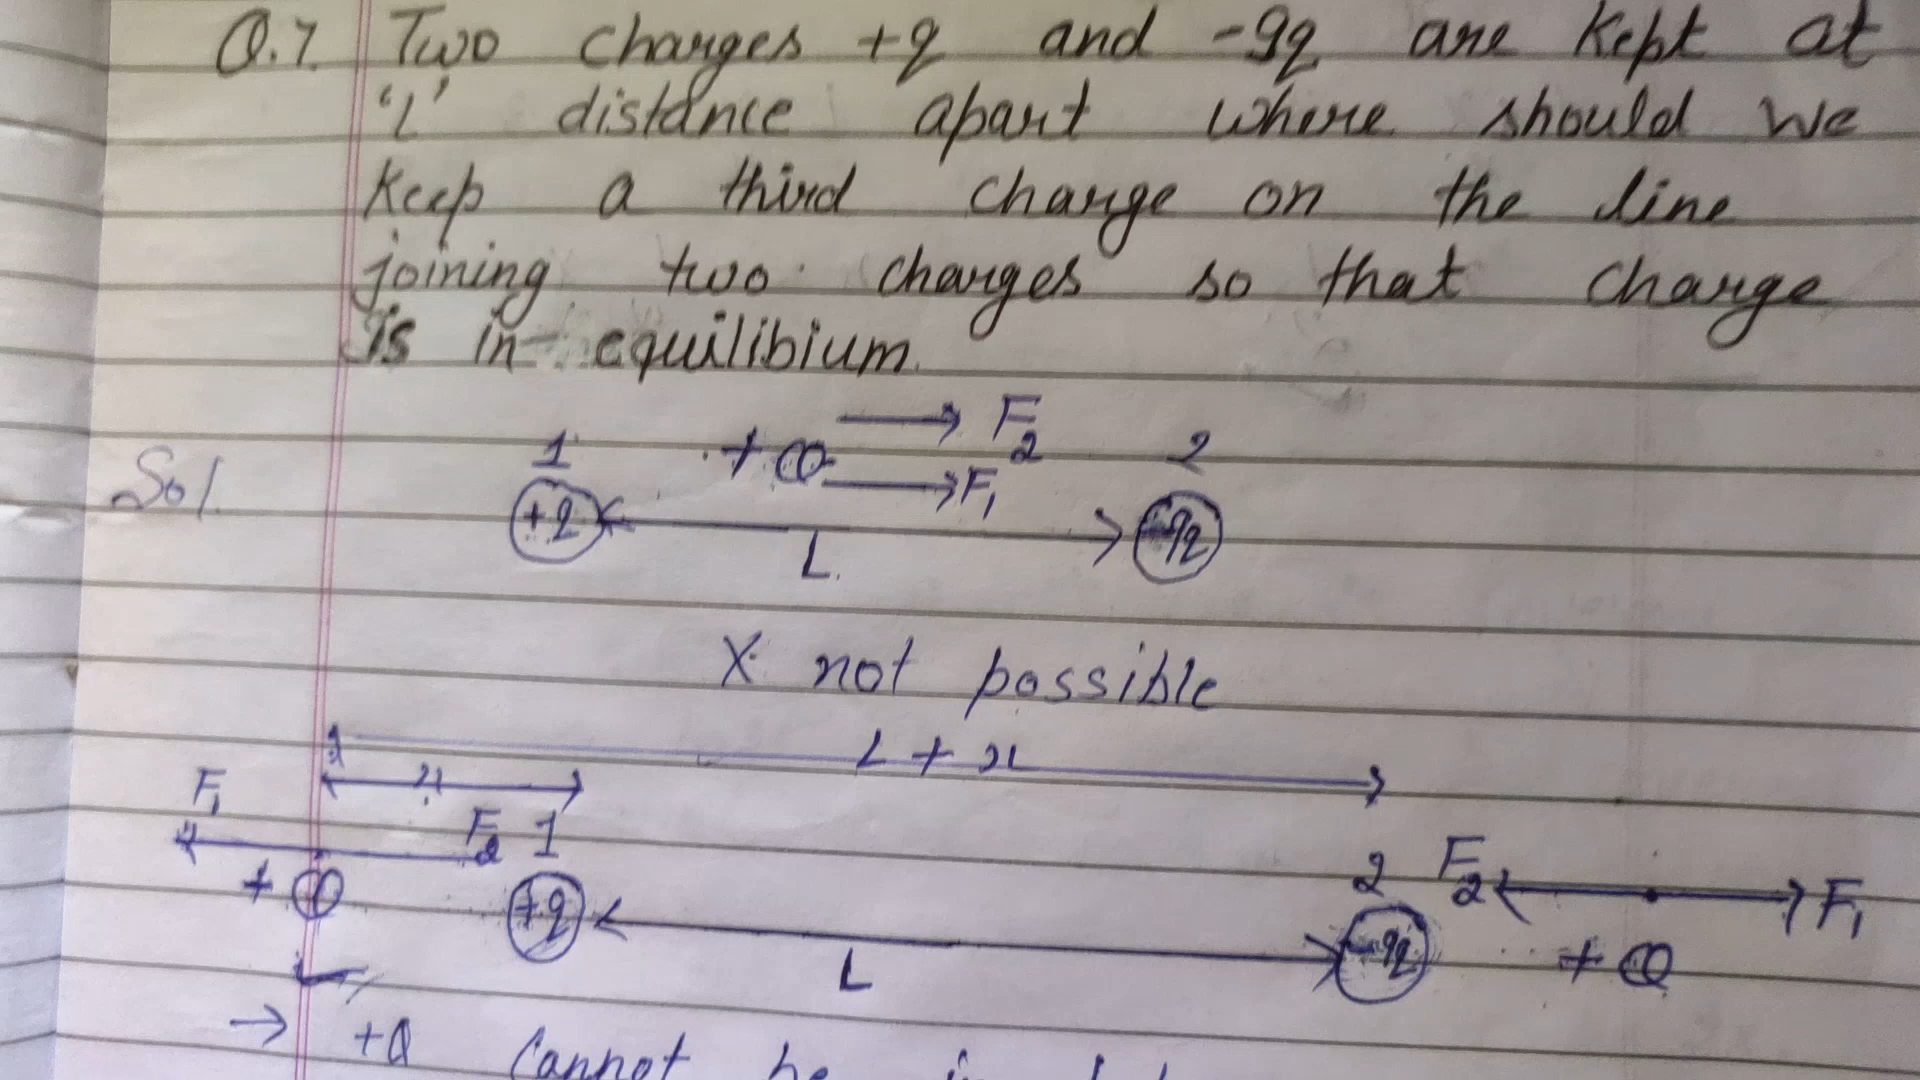 Q.7. Two charges +q and -9q are kept at
'L' distance apart where should we
keep a third charge on the line
joining two charges so that charge
is in equilibium.
Sol.
→ F₂
1 +Q → F₁ 2
+q -9q
L
X not possible
L + x
F₁ x
F₂ 1 2 F₂ F₁
+Q +q L -9q +Q
→ +Q cannot be